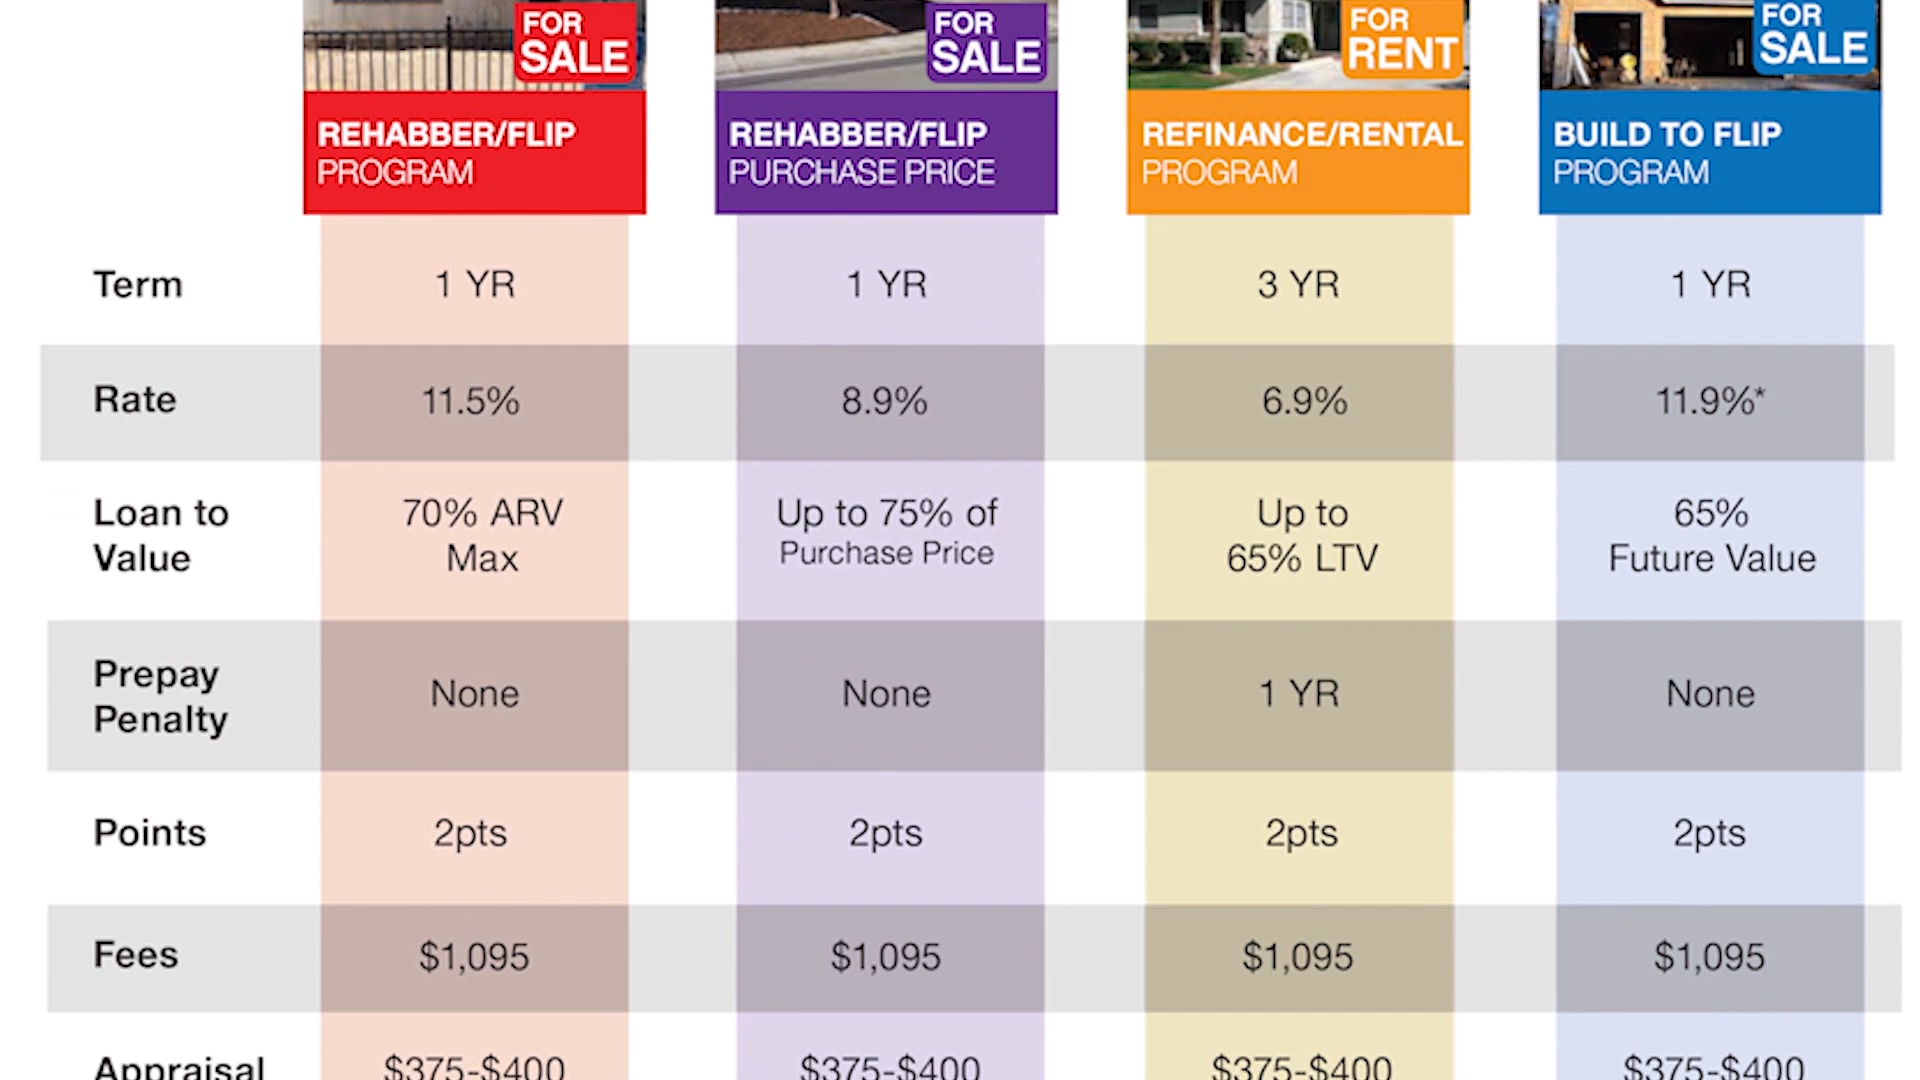 FOR
SALE
FOR
SALE
FOR
RENT
FOR
SALE
REHABBER/FLIP
PROGRAM
REHABBER/FLIP
PURCHASE PRICE
REFINANCE/RENTAL
PROGRAM
BUILD TO FLIP
PROGRAM
Term 1 YR 1 YR 3 YR 1 YR
Rate 11.5% 8.9% 6.9% 11.9%*
Loan to
Value
70% ARV
Max
Up to 75% of
Purchase Price
Up to
65% LTV
65%
Future Value
Prepay
Penalty
None None 1 YR None
Points 2pts 2pts 2pts 2pts
Fees $1,095 $1,095 $1,095 $1,095
Appraisal $375-$400 $375-$400 $375-$400 $375-$400